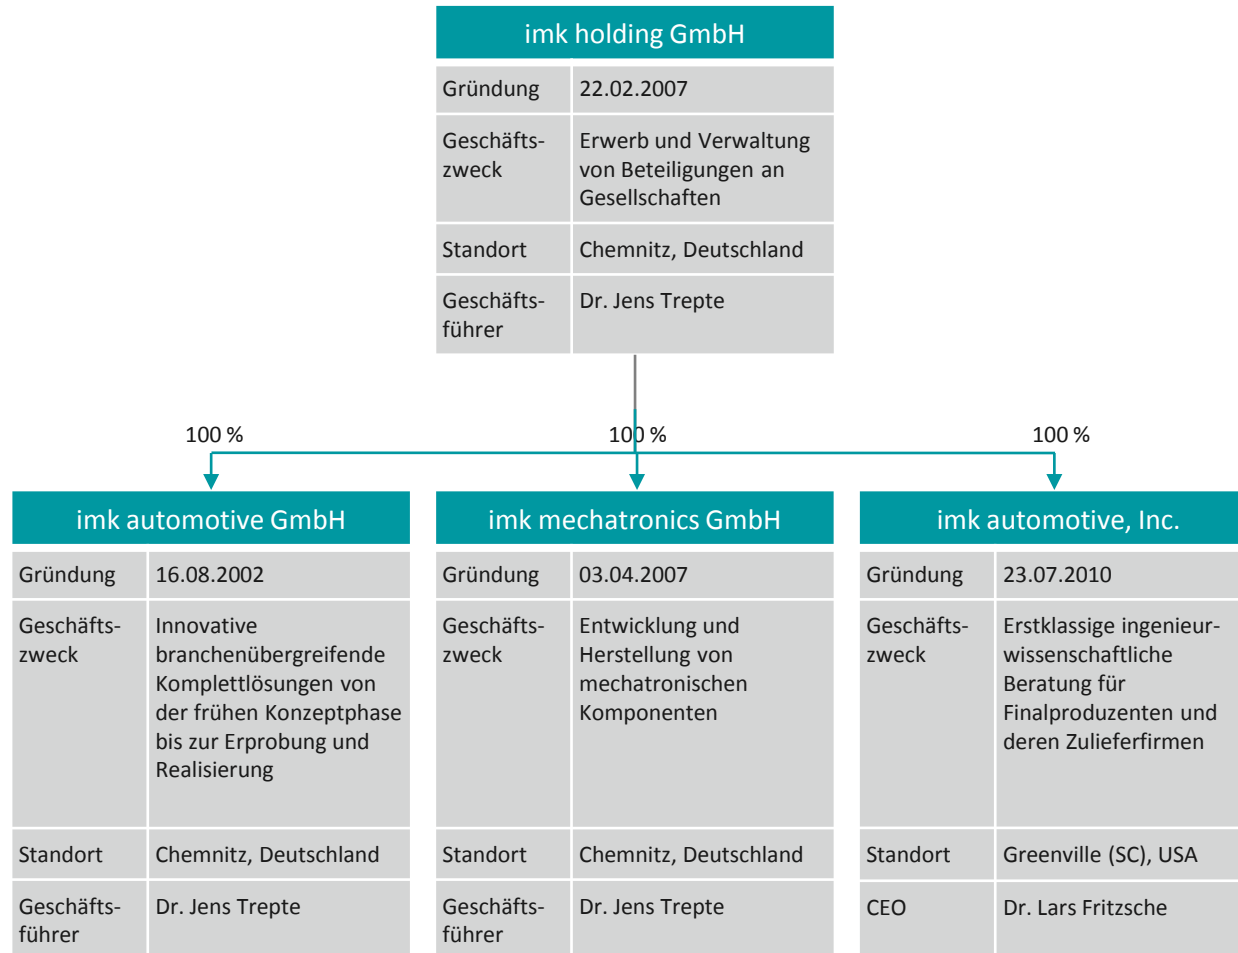 imk holding GmbH
Gründung 22.02.2007
Geschäfts-
zweck
Erwerb und Verwaltung
von Beteiligungen an
Gesellschaften
Standort Chemnitz, Deutschland
Geschäfts-
führer
Dr. Jens Trepte
100 % 100 % 100 %
imk automotive GmbH
Gründung 16.08.2002
Geschäfts-
zweck
Innovative
branchenübergreifende
Komplettlösungen von
der frühen Konzeptphase
bis zur Erprobung und
Realisierung
Standort Chemnitz, Deutschland
Geschäfts-
führer
Dr. Jens Trepte
imk mechatronics GmbH
Gründung 03.04.2007
Geschäfts-
zweck
Entwicklung und
Herstellung von
mechatronischen
Komponenten
Standort Chemnitz, Deutschland
Geschäfts-
führer
Dr. Jens Trepte
imk automotive, Inc.
Gründung 23.07.2010
Geschäfts-
zweck
Erstklassige ingenieur-
wissenschaftliche
Beratung für
Finalproduzenten und
deren Zulieferfirmen
Standort Greenville (SC), USA
CEO Dr. Lars Fritzsche